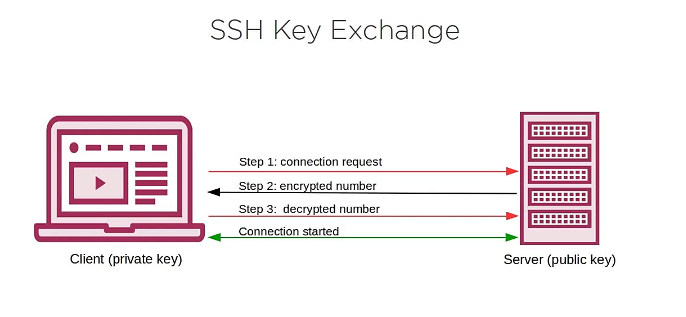 SSH Key Exchange
Step 1: connection request
Step 2: encrypted number
Step 3: decrypted number
Connection started
Client (private key)
Server (public key)